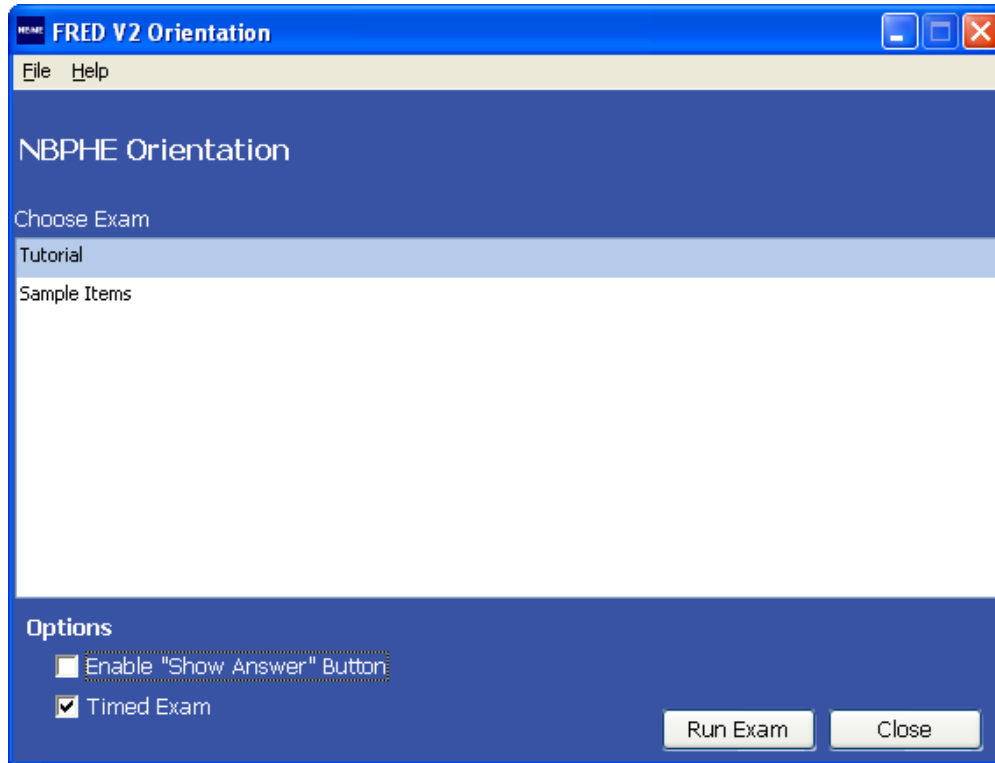 NBME FRED V2 Orientation
File Help
NBPHE Orientation
Choose Exam
Tutorial
Sample Items
Options
Enable "Show Answer" Button
Timed Exam
Run Exam Close